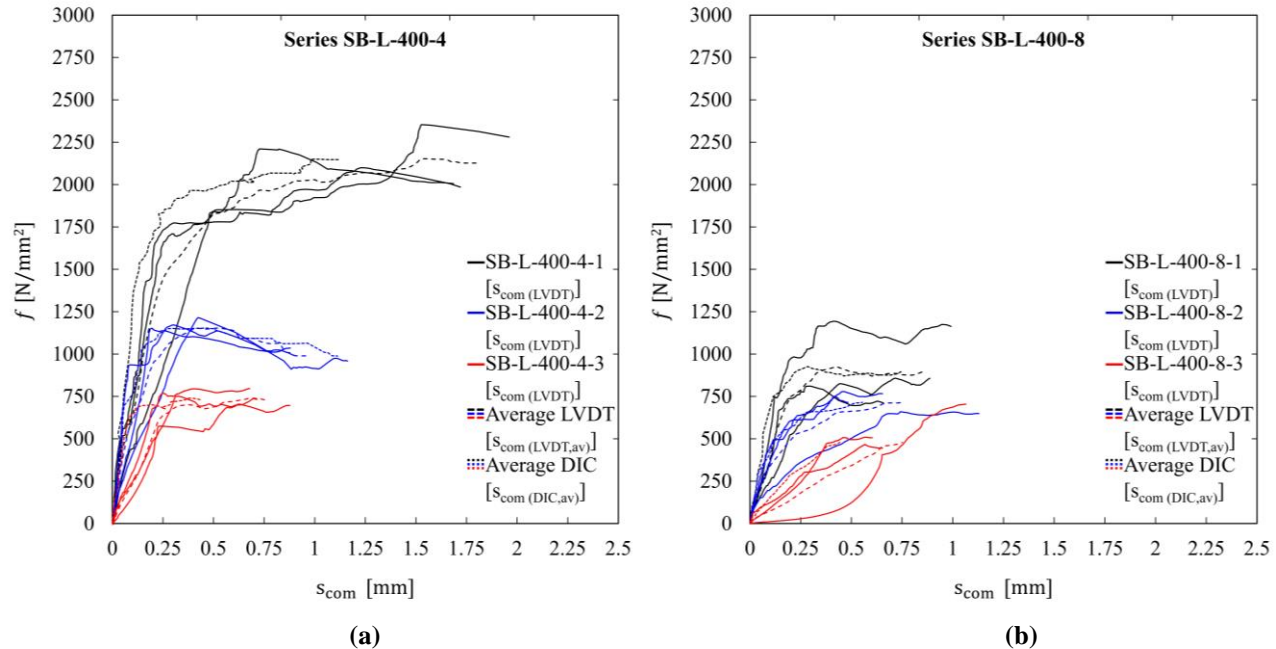 Series SB-L-400-4
3000
2750
2500
2250
2000
1750
1500
1250
1000
750
500
250
0
f [N/mm²]
SB-L-400-4-1
[s_com (LVDT)]
SB-L-400-4-2
[s_com (LVDT)]
SB-L-400-4-3
[s_com (LVDT)]
Average LVDT
[s_com (LVDT,av)]
Average DIC
[s_com (DIC,av)]
0 0.25 0.5 0.75 1 1.25 1.5 1.75 2 2.25 2.5
s_com [mm]
(a)
Series SB-L-400-8
3000
2750
2500
2250
2000
1750
1500
1250
1000
750
500
250
0
f [N/mm²]
SB-L-400-8-1
[s_com (LVDT)]
SB-L-400-8-2
[s_com (LVDT)]
SB-L-400-8-3
[s_com (LVDT)]
Average LVDT
[s_com (LVDT,av)]
Average DIC
[s_com (DIC,av)]
0 0.25 0.5 0.75 1 1.25 1.5 1.75 2 2.25 2.5
s_com [mm]
(b)